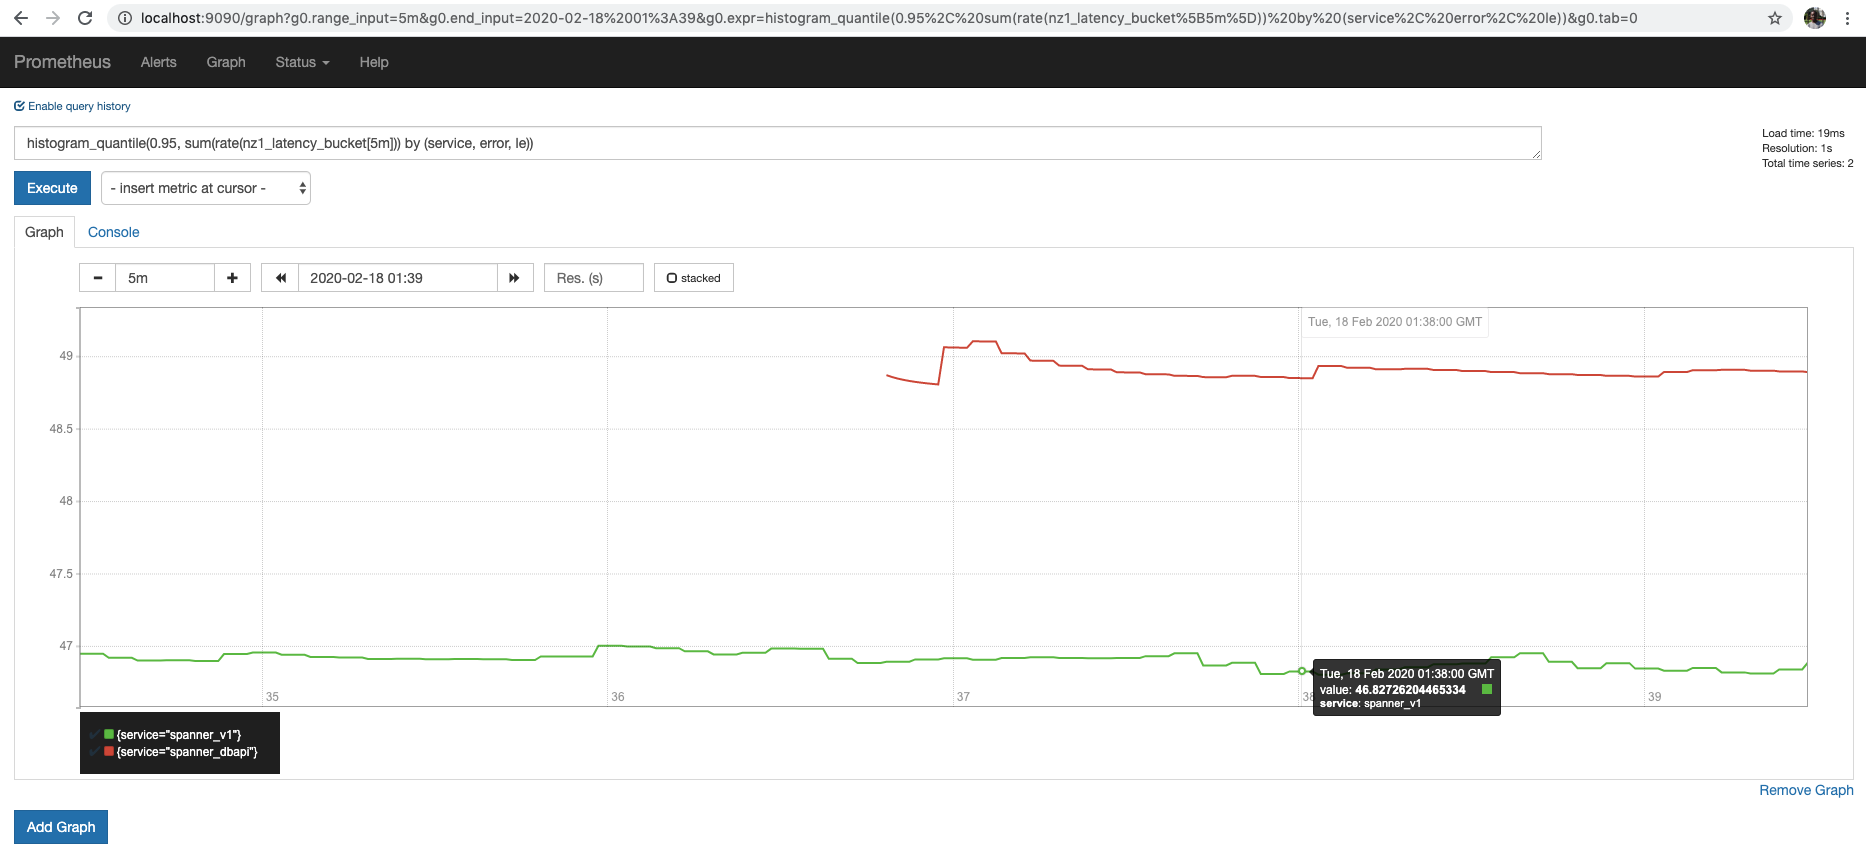 localhost:9090/graph?g0.range_input=5m&g0.end_input=2020-02-18%2001%3A39&g0.expr=histogram_quantile(0.95%2C%20sum(rate(nz1_latency_bucket%5B5m%5D))%20by%20(service%2C%20error%2C%20le))&g0.tab=0
Prometheus Alerts Graph Status Help
Enable query history
histogram_quantile(0.95, sum(rate(nz1_latency_bucket[5m])) by (service, error, le))
Load time: 19ms
Resolution: 1s
Total time series: 2
Execute - insert metric at cursor -
Graph Console
5m 2020-02-18 01:39 Res. (s) stacked
Tue, 18 Feb 2020 01:38:00 GMT
49
48.5
48
47.5
47
Tue, 18 Feb 2020 01:38:00 GMT
value: 46.82726204465334
service: spanner_v1
35 36 37 38 39
{service="spanner_v1"}
{service="spanner_dbapi"}
Remove Graph
Add Graph